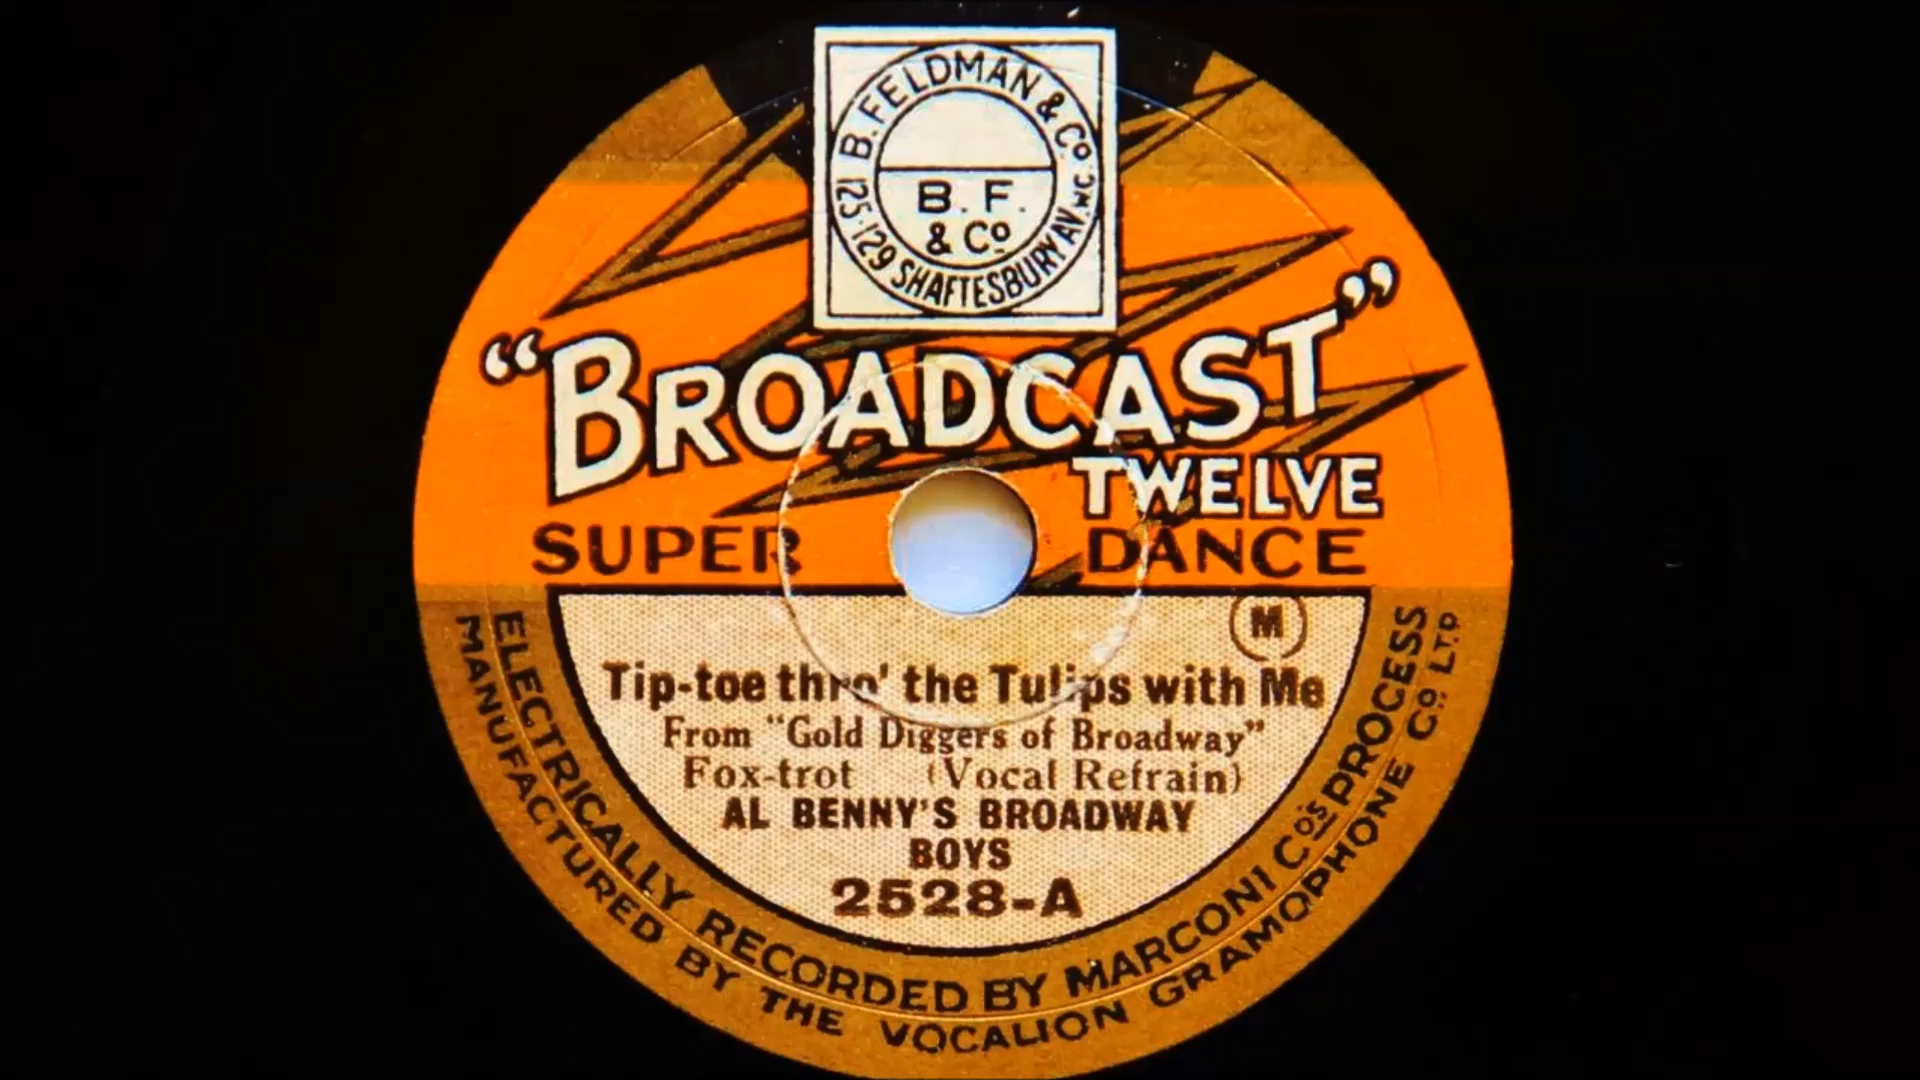 B. FELDMAN & Co.
125-129 SHAFTESBURY AV. W.C.
B. F.
& Co.
"BROADCAST"
TWELVE
SUPER DANCE
M
Tip-toe thro' the Tulips with Me
From "Gold Diggers of Broadway"
Fox-trot (Vocal Refrain)
AL BENNY'S BROADWAY
BOYS
2528-A
ELECTRICALLY RECORDED BY MARCONI Co's PROCESS
MANUFACTURED BY THE VOCALION GRAMOPHONE Co. LTD